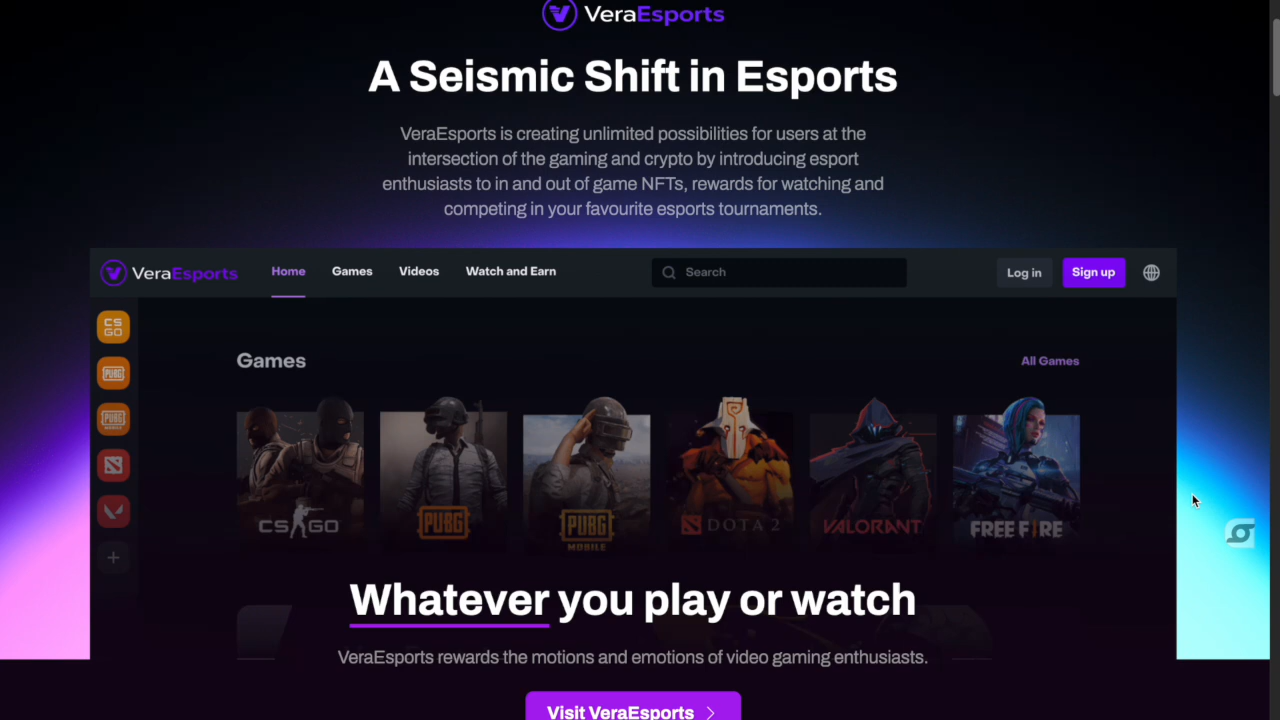 VeraEsports
A Seismic Shift in Esports
VeraEsports is creating unlimited possibilities for users at the
intersection of the gaming and crypto by introducing esport
enthusiasts to in and out of game NFTs, rewards for watching and
competing in your favourite esports tournaments.
VeraEsports Home Games Videos Watch and Earn Search Log in Sign up
CS
GO
Games All Games
PUBG
PUBG
MOBILE
CS GO PUBG PUBG MOBILE DOTA 2 VALORANT FREE FIRE
Whatever you play or watch
VeraEsports rewards the motions and emotions of video gaming enthusiasts.
Visit VeraEsports